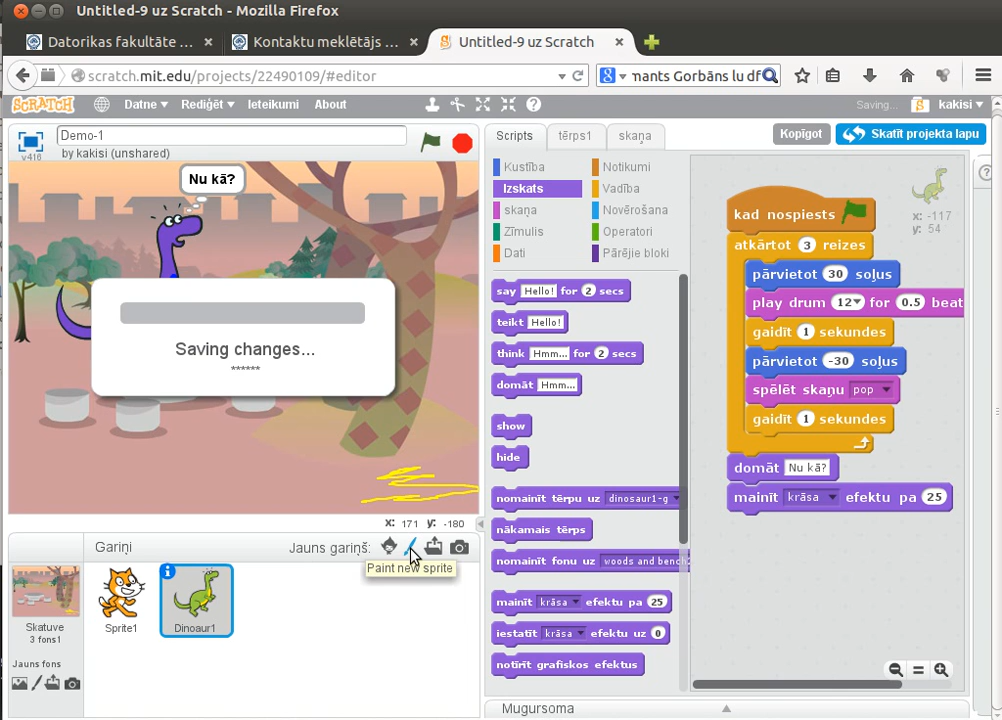 Untitled-9 uz Scratch - Mozilla Firefox
Datorikas fakultāte ...
Kontaktu meklētājs ...
Untitled-9 uz Scratch
scratch.mit.edu/projects/22490109/#editor
mants Gorbāns lu df
SCRATCH
Datne
Rediģēt
Ieteikumi
About
Saving...
kakisi
v416
Demo-1
by kakisi (unshared)
Scripts
tērps1
skaņa
Kopīgot
Skatīt projekta lapu
Nu kā?
Saving changes...
******
x: 171 y: -180
Kustība
Izskats
skaņa
Zīmulis
Dati
Notikumi
Vadība
Novērošana
Operatori
Pārējie bloki
say Hello! for 2 secs
teikt Hello!
think Hmm... for 2 secs
domāt Hmm...
show
hide
nomainīt tērpu uz dinosaur1-g
nākamais tērps
nomainīt fonu uz woods and bench
mainīt krāsa efektu pa 25
iestatīt krāsa efektu uz 0
notīrīt grafiskos efektus
x: -117
y: 54
kad nospiests
atkārtot 3 reizes
pārvietot 30 soļus
play drum 12 for 0.5 beat
gaidīt 1 sekundes
pārvietot -30 soļus
spēlēt skaņu pop
gaidīt 1 sekundes
domāt Nu kā?
mainīt krāsa efektu pa 25
Gariņi
Jauns gariņš:
Paint new sprite
Skatuve
3 fons1
Jauns fons
Sprite1
Dinoaur1
Mugursoma